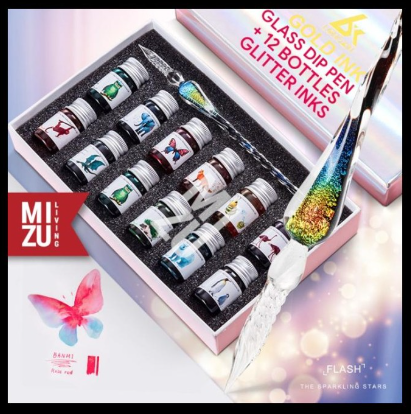 GOLD INK
GLASS DIP PEN
+ 12 BOTTLES
GLITTER INKS
MI
ZU
LIVING
FLASH
THE SPARKLING STARS